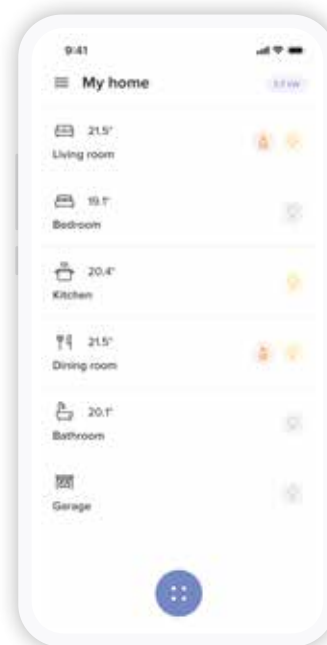 9:41
My home
21.5°
Living room
19.1°
Bedroom
20.4°
Kitchen
21.5°
Dining room
20.1°
Bathroom
Garage